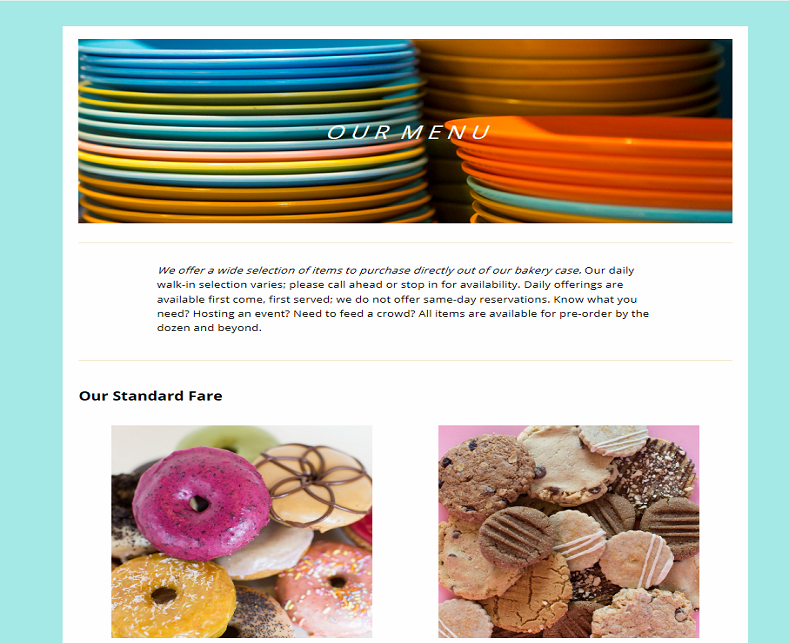 OUR MENU
We offer a wide selection of items to purchase directly out of our bakery case. Our daily
walk-in selection varies; please call ahead or stop in for availability. Daily offerings are
available first come, first served; we do not offer same-day reservations. Know what you
need? Hosting an event? Need to feed a crowd? All items are available for pre-order by the
dozen and beyond.
Our Standard Fare